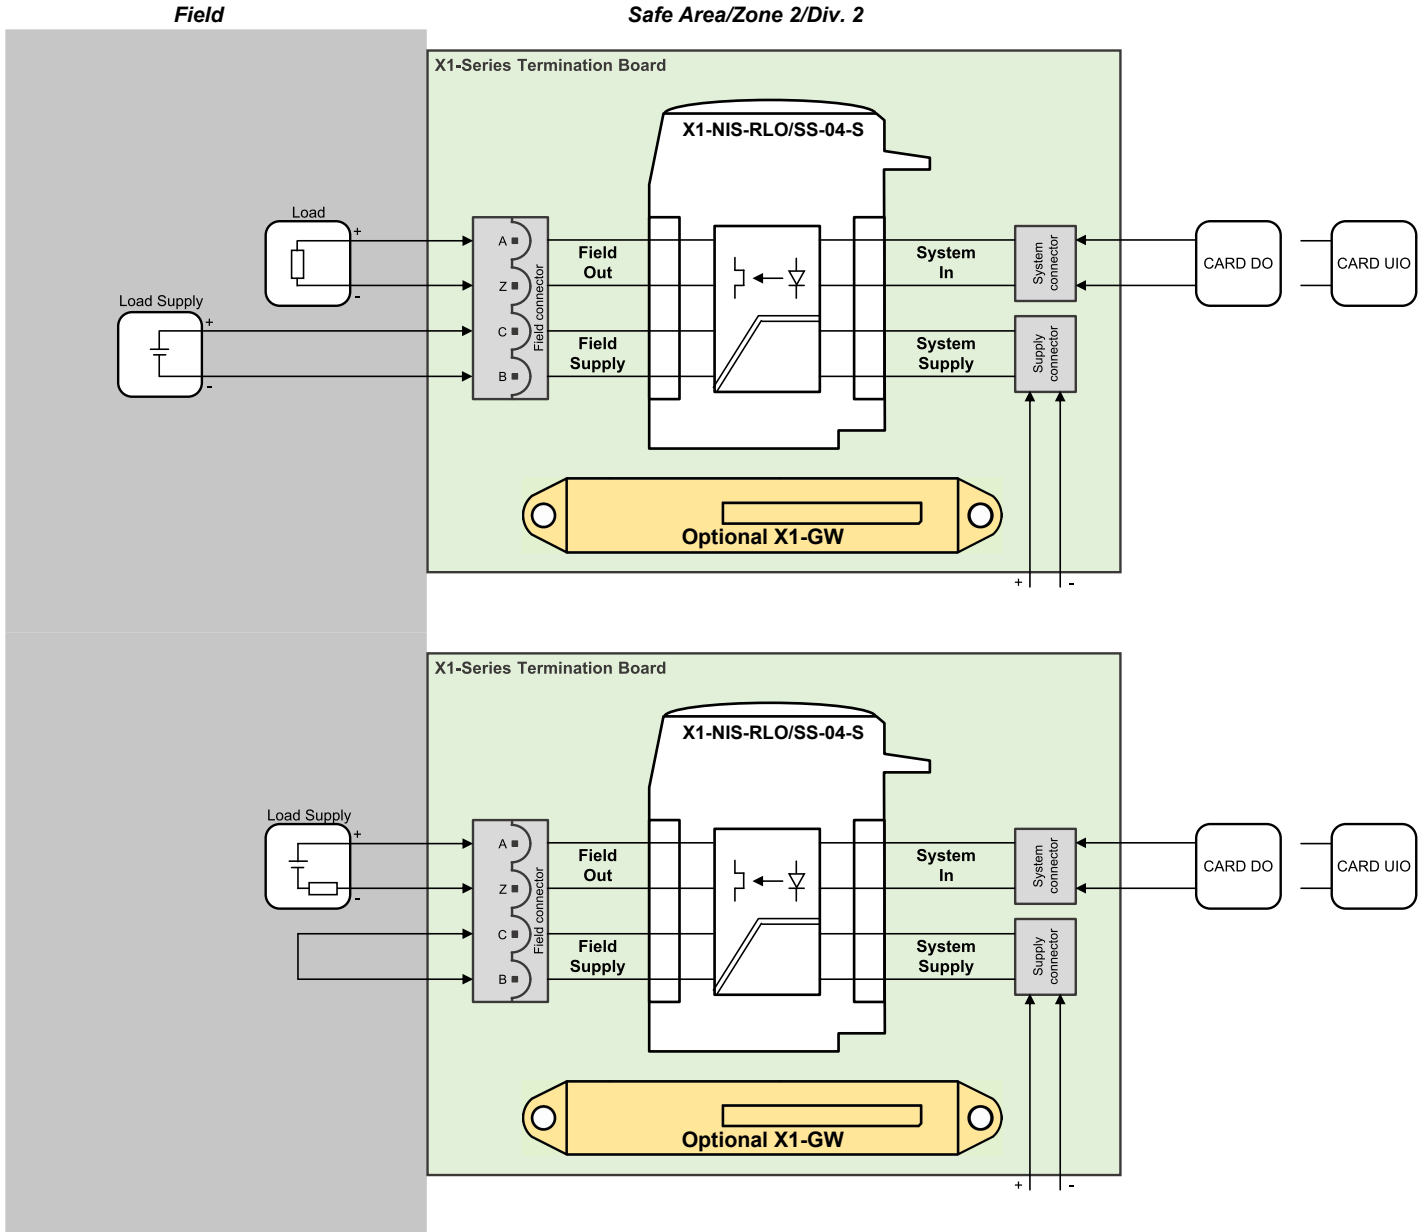 Field
Safe Area/Zone 2/Div. 2
X1-Series Termination Board
X1-NIS-RLO/SS-04-S
Load
+
-
Load Supply
+
-
A
Z
C
B
Field connector
Field
Out
Field
Supply
System
In
System
Supply
System
connector
Supply
connector
CARD DO
CARD UIO
Optional X1-GW
+
-
X1-Series Termination Board
X1-NIS-RLO/SS-04-S
Load Supply
+
-
A
Z
C
B
Field connector
Field
Out
Field
Supply
System
In
System
Supply
System
connector
Supply
connector
CARD DO
CARD UIO
Optional X1-GW
+
-